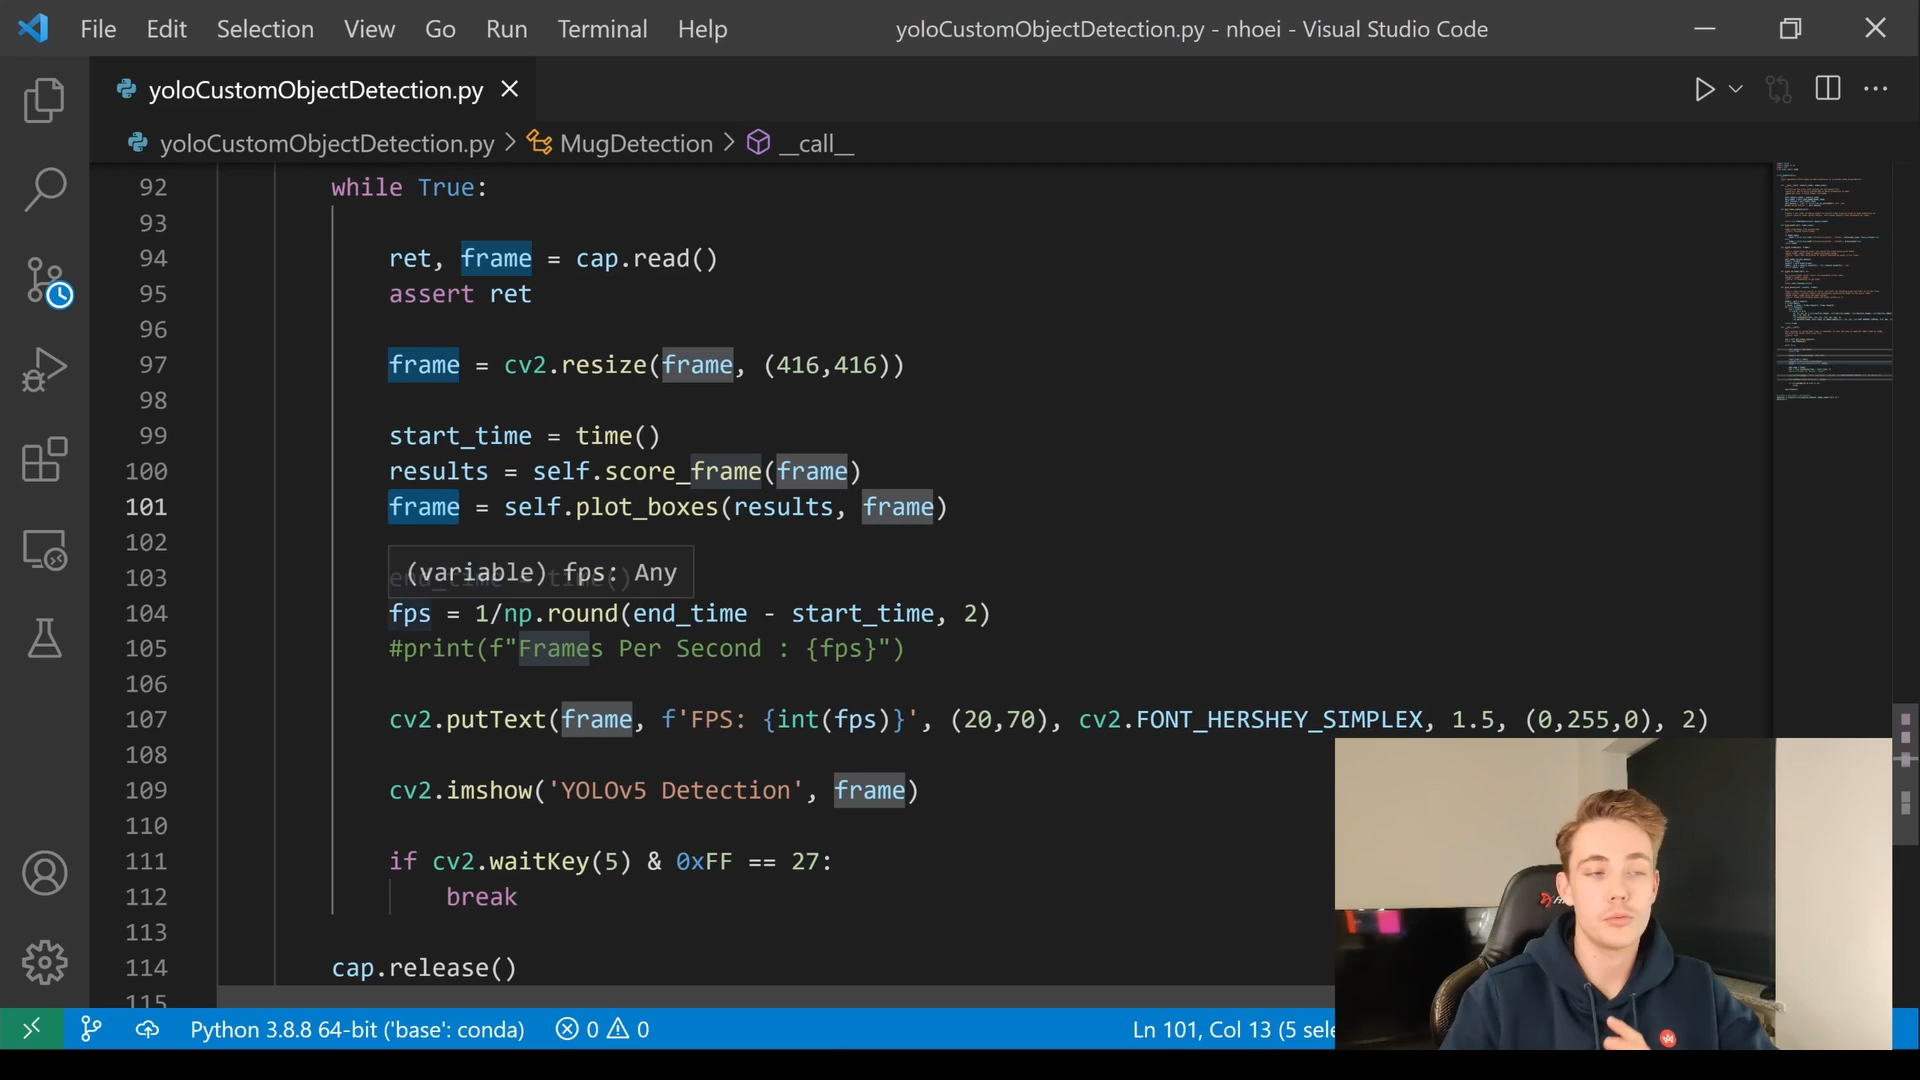 File Edit Selection View Go Run Terminal Help
yoloCustomObjectDetection.py - nhoei - Visual Studio Code
yoloCustomObjectDetection.py
yoloCustomObjectDetection.py > MugDetection > __call__
92 while True:
93
94 ret, frame = cap.read()
95 assert ret
96
97 frame = cv2.resize(frame, (416,416))
98
99 start_time = time()
100 results = self.score_frame(frame)
101 frame = self.plot_boxes(results, frame)
102
(variable) fps: Any
103 end_time = time()
104 fps = 1/np.round(end_time - start_time, 2)
105 #print(f"Frames Per Second : {fps}")
106
107 cv2.putText(frame, f'FPS: {int(fps)}', (20,70), cv2.FONT_HERSHEY_SIMPLEX, 1.5, (0,255,0), 2)
108
109 cv2.imshow('YOLOv5 Detection', frame)
110
111 if cv2.waitKey(5) & 0xFF == 27:
112 break
113
114 cap.release()
115
Python 3.8.8 64-bit ('base': conda) 0 0 Ln 101, Col 13 (5 sele